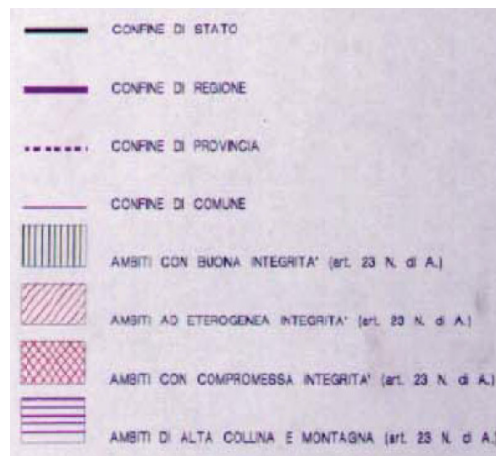 CONFINE DI STATO
CONFINE DI REGIONE
CONFINE DI PROVINCIA
CONFINE DI COMUNE
AMBITI CON BUONA INTEGRITA' (art. 23 N. di A.)
AMBITI AD ETEROGENEA INTEGRITA' (art. 23 N. di A.)
AMBITI CON COMPROMESSA INTEGRITA' (art. 23 N. di A.)
AMBITI DI ALTA COLLINA E MONTAGNA (art. 23 N. di A.)